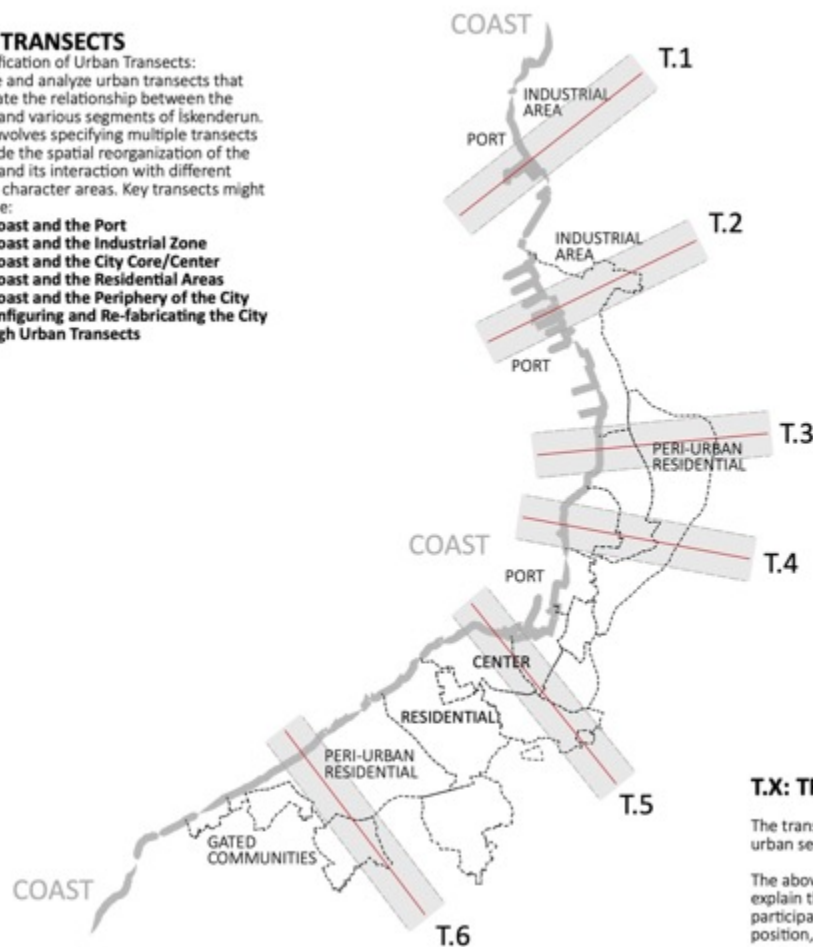 TRANSECTS
fication of Urban Transects:
e and analyze urban transects that
ate the relationship between the
and various segments of İskenderun.
nvolves specifying multiple transects
de the spatial reorganization of the
and its interaction with different
character areas. Key transects might
e:
oast and the Port
oast and the Industrial Zone
oast and the City Core/Center
oast and the Residential Areas
oast and the Periphery of the City
nfiguring and Re-fabricating the City
gh Urban Transects
COAST
T.1
INDUSTRIAL
AREA
PORT
T.2
INDUSTRIAL
AREA
PORT
T.3
PERI-URBAN
RESIDENTIAL
COAST
T.4
PORT
CENTER
RESIDENTIAL
PERI-URBAN
RESIDENTIAL
T.5
GATED
COMMUNITIES
COAST
T.6
T.X: T
The trans
urban se
The abov
explain t
participa
position,